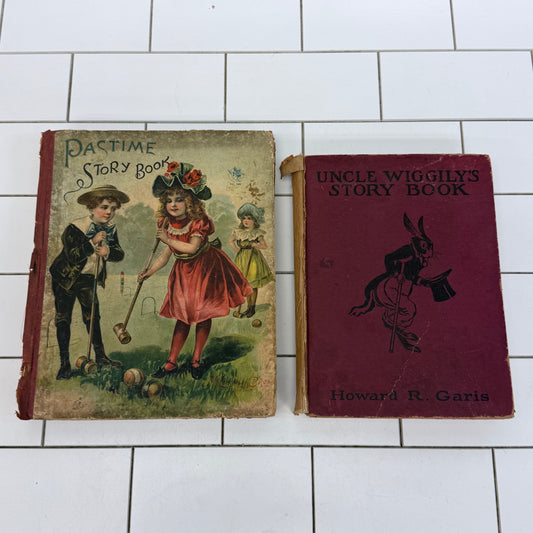 PASTIME
STORY BOOK
UNCLE WIGGILY'S
STORY BOOK
Howard R. Garis